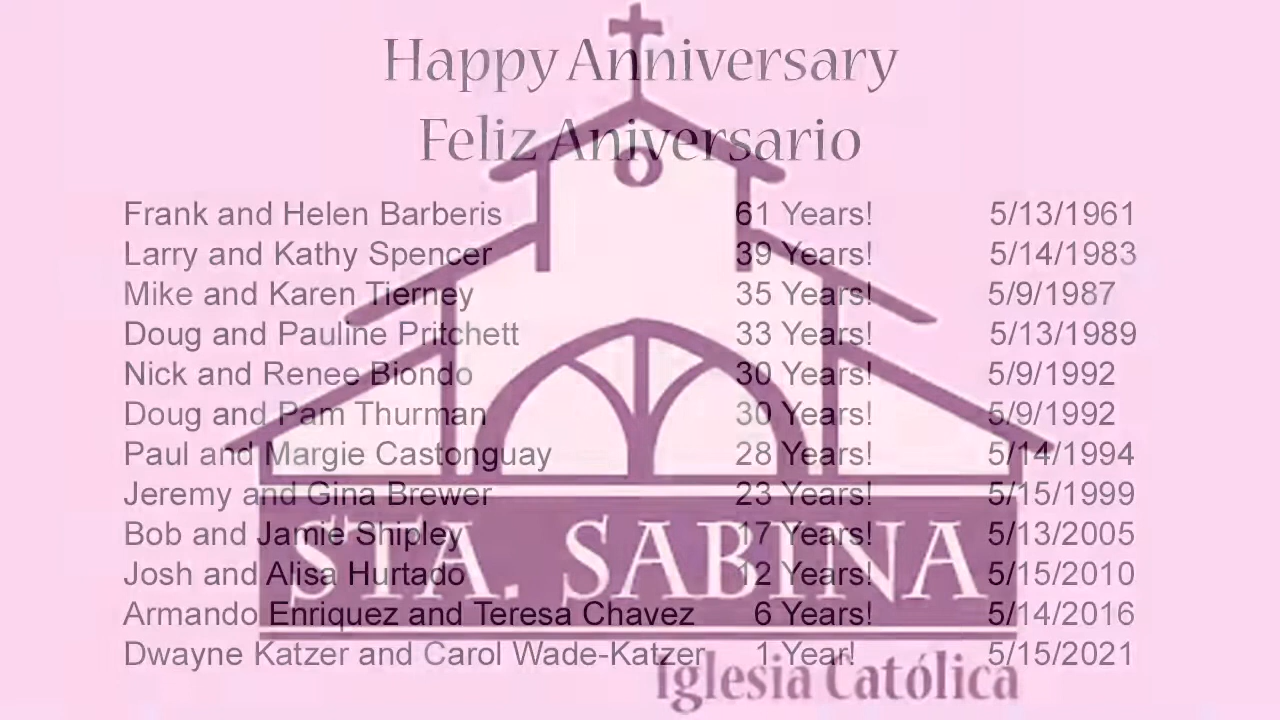 Happy Anniversary
Feliz Aniversario
Frank and Helen Barberis 61 Years! 5/13/1961
Larry and Kathy Spencer 39 Years! 5/14/1983
Mike and Karen Tierney 35 Years! 5/9/1987
Doug and Pauline Pritchett 33 Years! 5/13/1989
Nick and Renee Biondo 30 Years! 5/9/1992
Doug and Pam Thurman 30 Years! 5/9/1992
Paul and Margie Castonguay 28 Years! 5/14/1994
Jeremy and Gina Brewer 23 Years! 5/15/1999
Bob and Jamie Shipley 17 Years! 5/13/2005
STA. SABINA
Josh and Alisa Hurtado 12 Years! 5/15/2010
Armando Enriquez and Teresa Chavez 6 Years! 5/14/2016
Dwayne Katzer and Carol Wade-Katzer 1 Year! 5/15/2021
Iglesia Católica